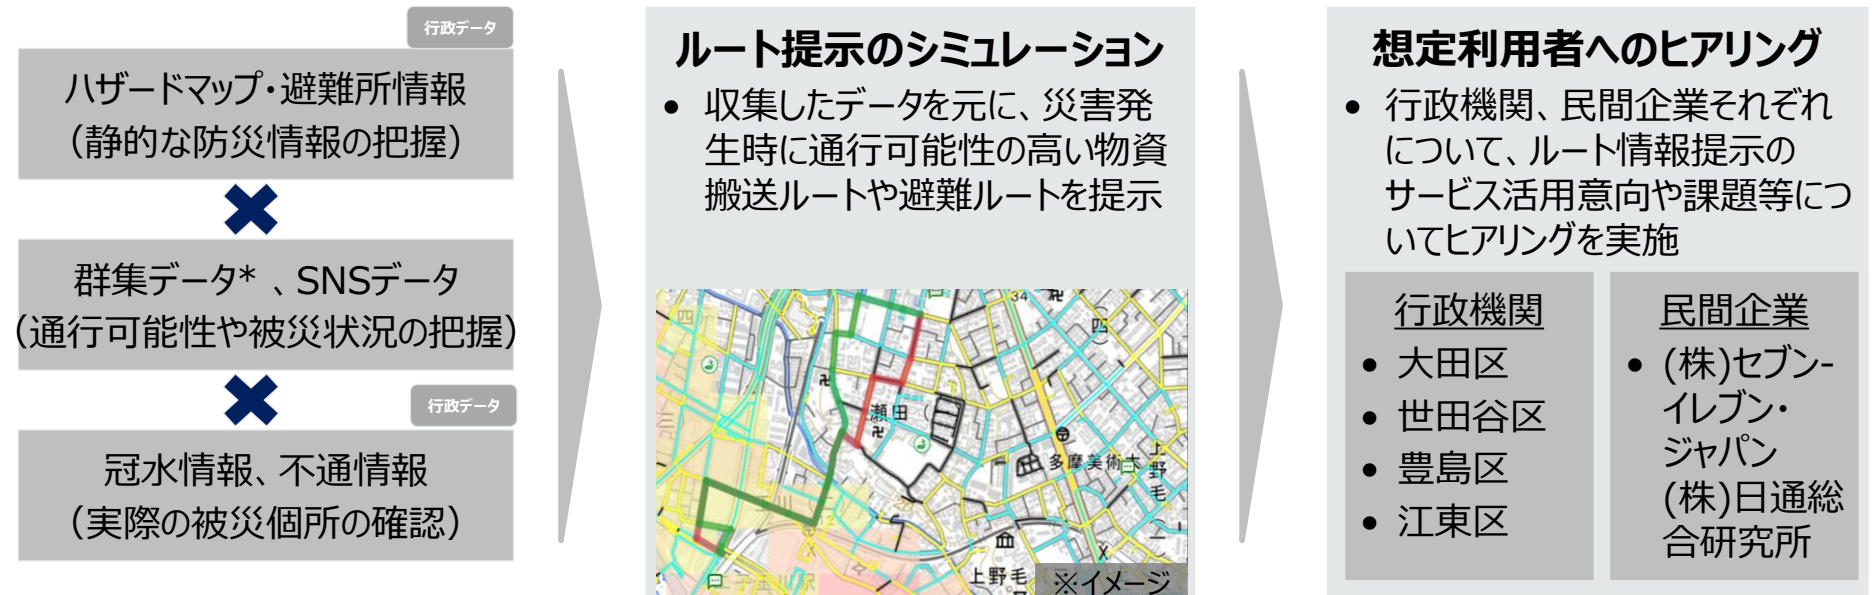 行政データ
ハザードマップ・避難所情報
（静的な防災情報の把握）
群集データ* 、SNSデータ
（通行可能性や被災状況の把握）
行政データ
冠水情報、不通情報
（実際の被災個所の確認）
ルート提示のシミュレーション
• 収集したデータを元に、災害発
生時に通行可能性の高い物資
搬送ルートや避難ルートを提示
34
四
(四)
瀬田
多摩美術大
上野毛
三
二子玉川駅
上野毛
※イメージ
想定利用者へのヒアリング
• 行政機関、民間企業それぞれ
について、ルート情報提示の
サービス活用意向や課題等につ
いてヒアリングを実施
行政機関
• 大田区
• 世田谷区
• 豊島区
• 江東区
民間企業
• (株)セブン-
イレブン・
ジャパン
(株)日通総
合研究所